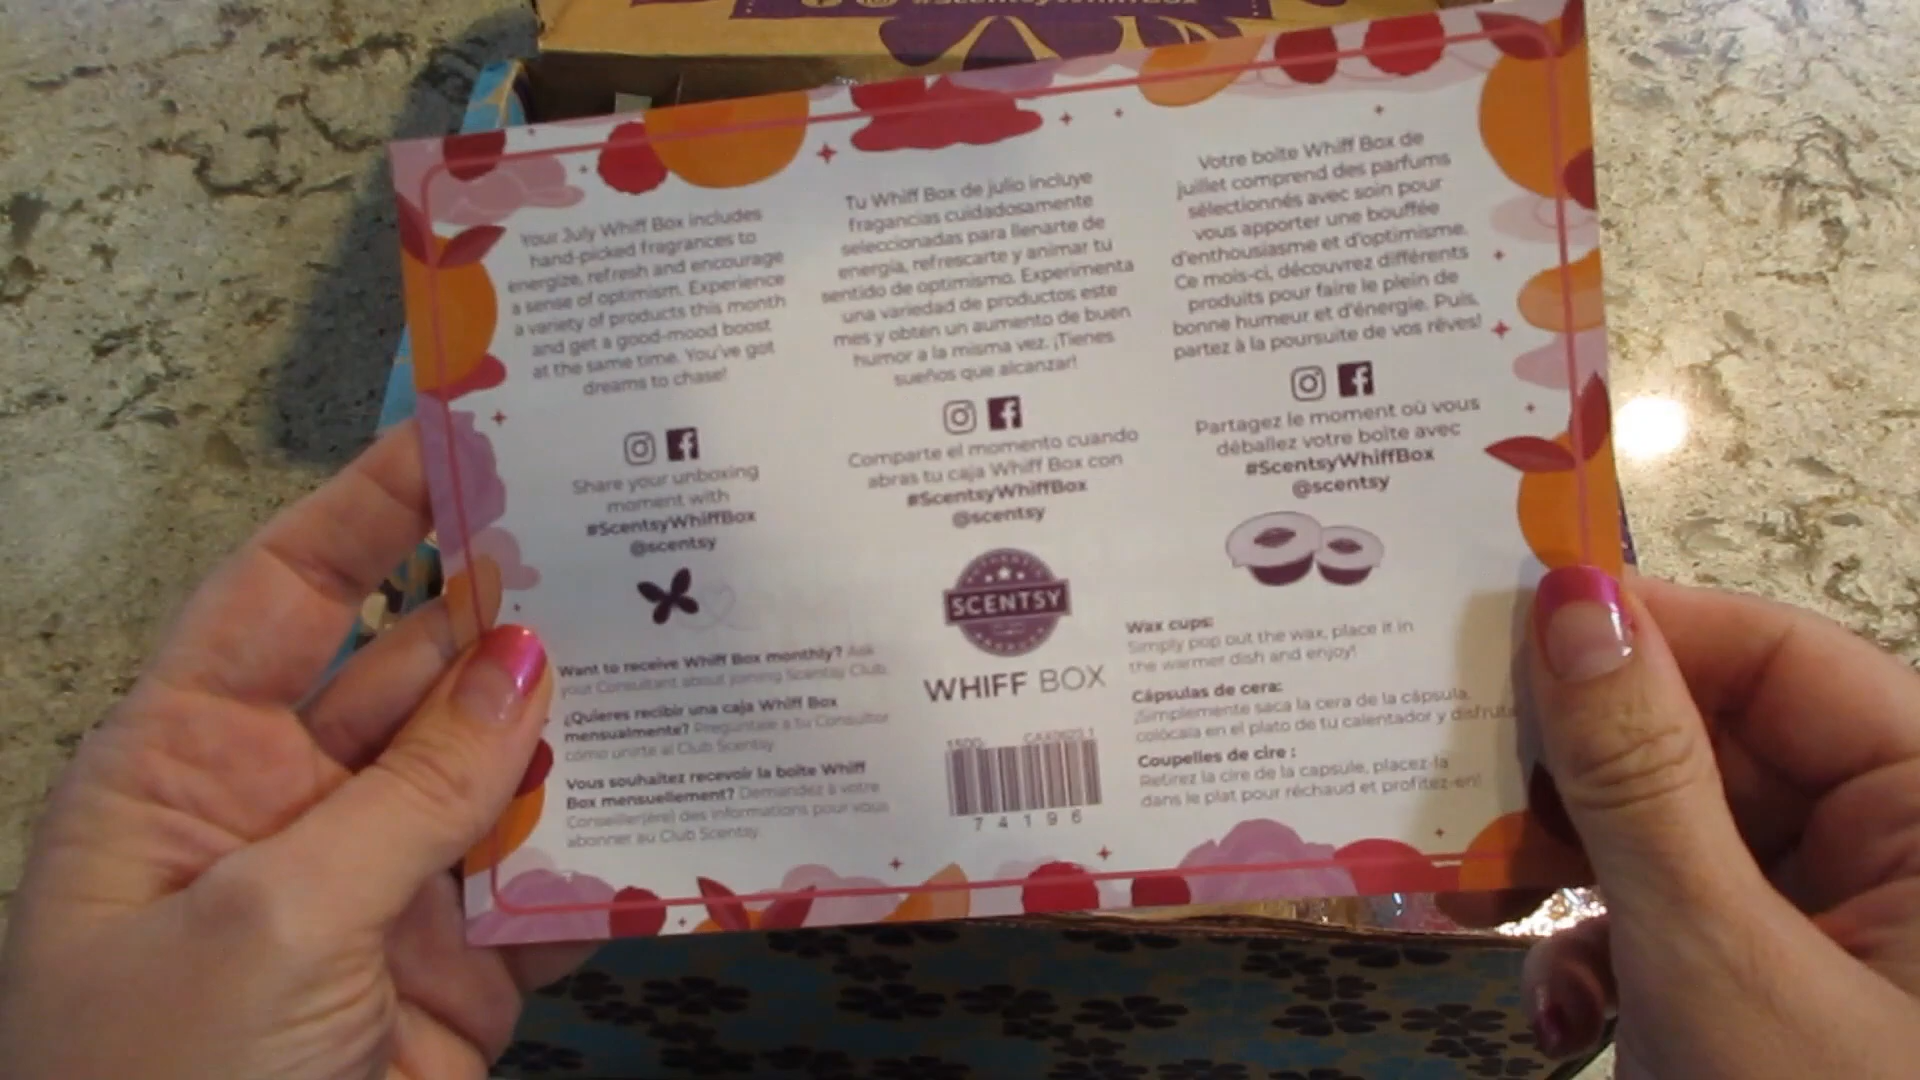 #ScentsyWhiffBox
Your July Whiff Box includes
hand-picked fragrances to
energize, refresh and encourage
a sense of optimism. Experience
a variety of products this month
and get a good-mood boost
at the same time. You've got
dreams to chase!
Share your unboxing
moment with
#ScentsyWhiffBox
@scentsy
Tu Whiff Box de julio incluye
fragancias cuidadosamente
seleccionadas para llenarte de
energía, refrescarte y animar tu
sentido de optimismo. Experimenta
una variedad de productos este
mes y obtén un aumento de buen
humor a la misma vez. ¡Tienes
sueños que alcanzar!
Comparte el momento cuando
abras tu caja Whiff Box con
#ScentsyWhiffBox
@scentsy
Votre boîte Whiff Box de
juillet comprend des parfums
sélectionnés avec soin pour
vous apporter une bouffée
d'enthousiasme et d'optimisme.
Ce mois-ci, découvrez différents
produits pour faire le plein de
bonne humeur et d'énergie. Puis,
partez à la poursuite de vos rêves!
Partagez le moment où vous
déballez votre boîte avec
#ScentsyWhiffBox
@scentsy
Want to receive Whiff Box monthly? Ask
your Consultant about joining Scentsy Club.
¿Quieres recibir una caja Whiff Box
mensualmente? Pregúntale a tu Consultor
cómo unirte al Club Scentsy.
Vous souhaitez recevoir la boîte Whiff
Box mensuellement? Demandez à votre
Conseiller(ère) des informations pour vous
abonner au Club Scentsy.
SCENTSY
WHIFF BOX
74196
Wax cups:
Simply pop out the wax, place it in
the warmer dish and enjoy!
Cápsulas de cera:
¡Simplemente saca la cera de la cápsula,
colócala en el plato de tu calentador y disfruta
Coupelles de cire :
Retirez la cire de la capsule, placez-la
dans le plat pour réchaud et profitez-en!